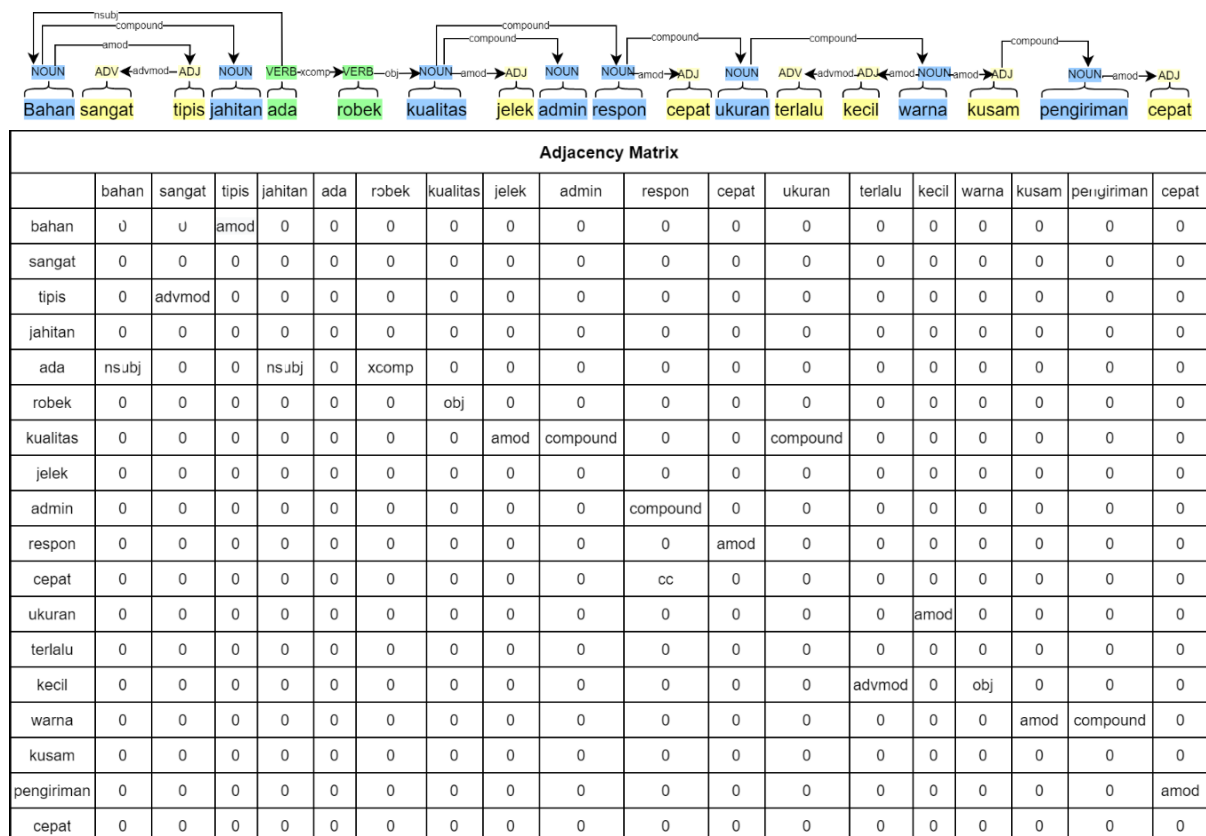 nsubj
compound
amod
compound
compound
compound
compound
compound
NOUN ADV advmod ADJ NOUN VERB xcomp VERB obj NOUN amod ADJ NOUN NOUN amod ADJ NOUN ADV advmod ADJ amod NOUN amod ADJ NOUN amod ADJ
Bahan sangat tipis jahitan ada robek kualitas jelek admin respon cepat ukuran terlalu kecil warna kusam pengiriman cepat
Adjacency Matrix
bahan sangat tipis jahitan ada robek kualitas jelek admin respon cepat ukuran terlalu kecil warna kusam pengiriman cepat
bahan 0 0 amod 0 0 0 0 0 0 0 0 0 0 0 0 0 0 0
sangat 0 0 0 0 0 0 0 0 0 0 0 0 0 0 0 0 0 0
tipis 0 advmod 0 0 0 0 0 0 0 0 0 0 0 0 0 0 0 0
jahitan 0 0 0 0 0 0 0 0 0 0 0 0 0 0 0 0 0 0
ada nsubj 0 0 nsubj 0 xcomp 0 0 0 0 0 0 0 0 0 0 0 0
robek 0 0 0 0 0 0 obj 0 0 0 0 0 0 0 0 0 0 0
kualitas 0 0 0 0 0 0 0 amod compound 0 0 compound 0 0 0 0 0 0
jelek 0 0 0 0 0 0 0 0 0 0 0 0 0 0 0 0 0 0
admin 0 0 0 0 0 0 0 0 0 compound 0 0 0 0 0 0 0 0
respon 0 0 0 0 0 0 0 0 0 0 amod 0 0 0 0 0 0 0
cepat 0 0 0 0 0 0 0 0 0 cc 0 0 0 0 0 0 0 0
ukuran 0 0 0 0 0 0 0 0 0 0 0 0 0 amod 0 0 0 0
terlalu 0 0 0 0 0 0 0 0 0 0 0 0 0 0 0 0 0 0
kecil 0 0 0 0 0 0 0 0 0 0 0 0 advmod 0 obj 0 0 0
warna 0 0 0 0 0 0 0 0 0 0 0 0 0 0 0 amod compound 0
kusam 0 0 0 0 0 0 0 0 0 0 0 0 0 0 0 0 0 0
pengiriman 0 0 0 0 0 0 0 0 0 0 0 0 0 0 0 0 0 amod
cepat 0 0 0 0 0 0 0 0 0 0 0 0 0 0 0 0 0 0